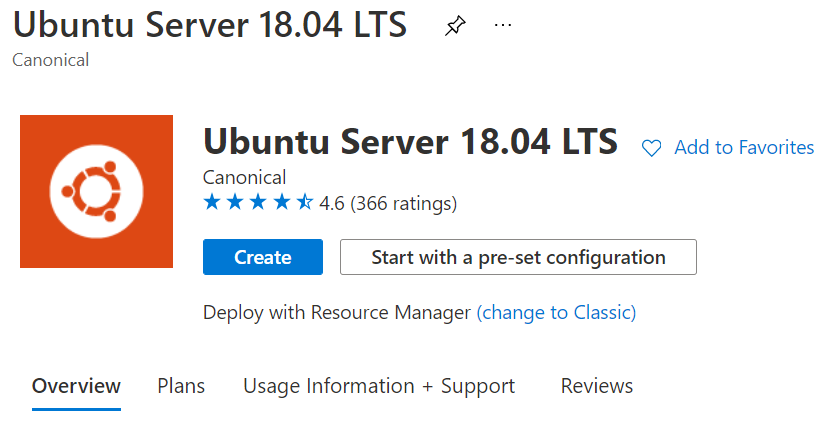 Ubuntu Server 18.04 LTS ...
Canonical
Ubuntu Server 18.04 LTS Add to Favorites
Canonical
4.6 (366 ratings)
Create Start with a pre-set configuration
Deploy with Resource Manager (change to Classic)
Overview Plans Usage Information + Support Reviews